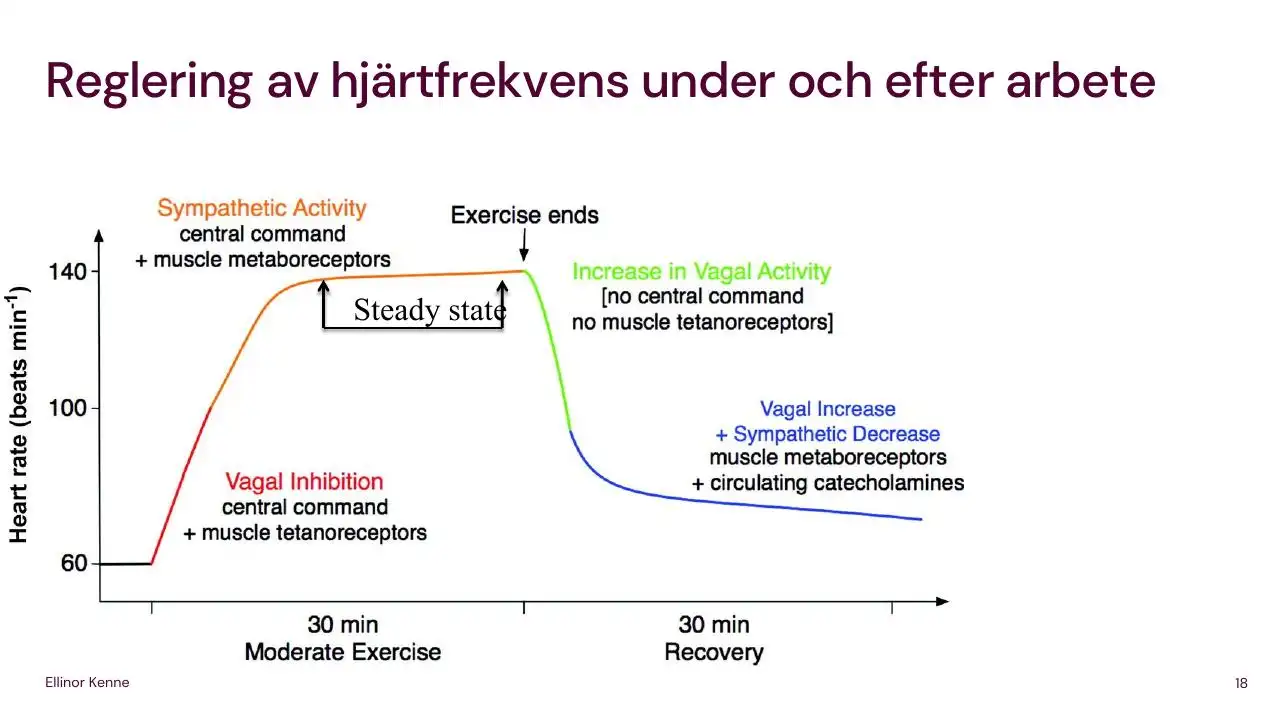 Reglering av hjärtfrekvens under och efter arbete
Sympathetic Activity
central command
+ muscle metaboreceptors
Exercise ends
140
Increase in Vagal Activity
[no central command
no muscle tetanoreceptors]
Steady state
Heart rate (beats min-1)
100
Vagal Increase
+ Sympathetic Decrease
muscle metaboreceptors
+ circulating catecholamines
Vagal Inhibition
central command
+ muscle tetanoreceptors
60
30 min
Moderate Exercise
30 min
Recovery
Ellinor Kenne
18